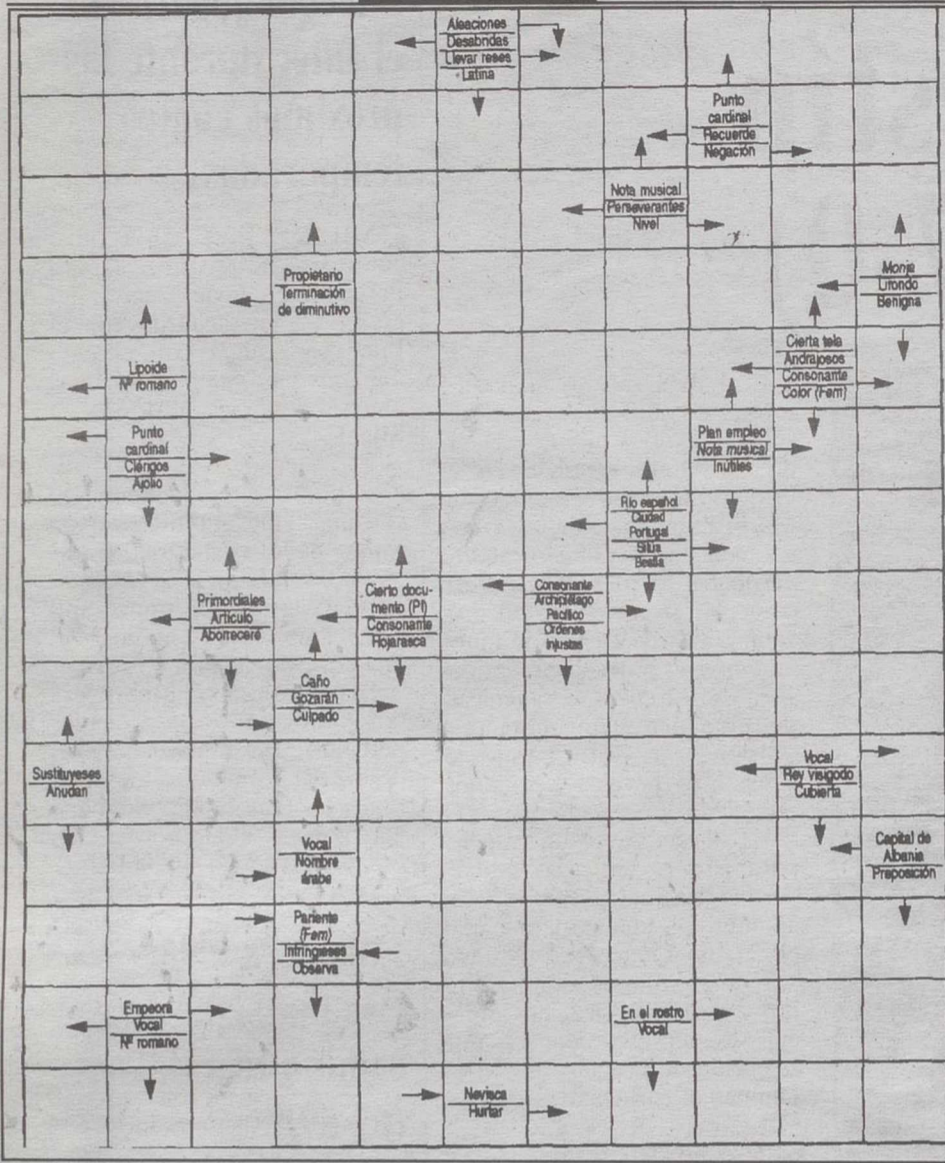 Aleaciones
Desabridas
Llevar reses
Latina
Punto
cardinal
Recuerde
Negación
Nota musical
Perseverantes
Nivel
Propietario
Terminación
de diminutivo
Monja
Lirondo
Benigna
Lipoide
Nº romano
Cierta tela
Andrajosos
Consonante
Color (Fem)
Punto
cardinal
Clérigos
Ajolio
Plan empleo
Nota musical
Inútiles
Río español
Ciudad
Portugal
Sitúa
Bestia
Primordiales
Artículo
Aborreceré
Cierto docu-
mento (Pl)
Consonante
Hojarasca
Consonante
Archipiélago
Pacífico
Ordenes
injustas
Caño
Gozarán
Culpado
Sustituyeses
Anudan
Vocal
Rey visigodo
Cubierta
Vocal
Nombre
árabe
Capital de
Albania
Preposición
Pariente
(Fem)
Infringieses
Observa
Empeora
Vocal
Nº romano
En el rostro
Vocal
Nevisca
Hurtar